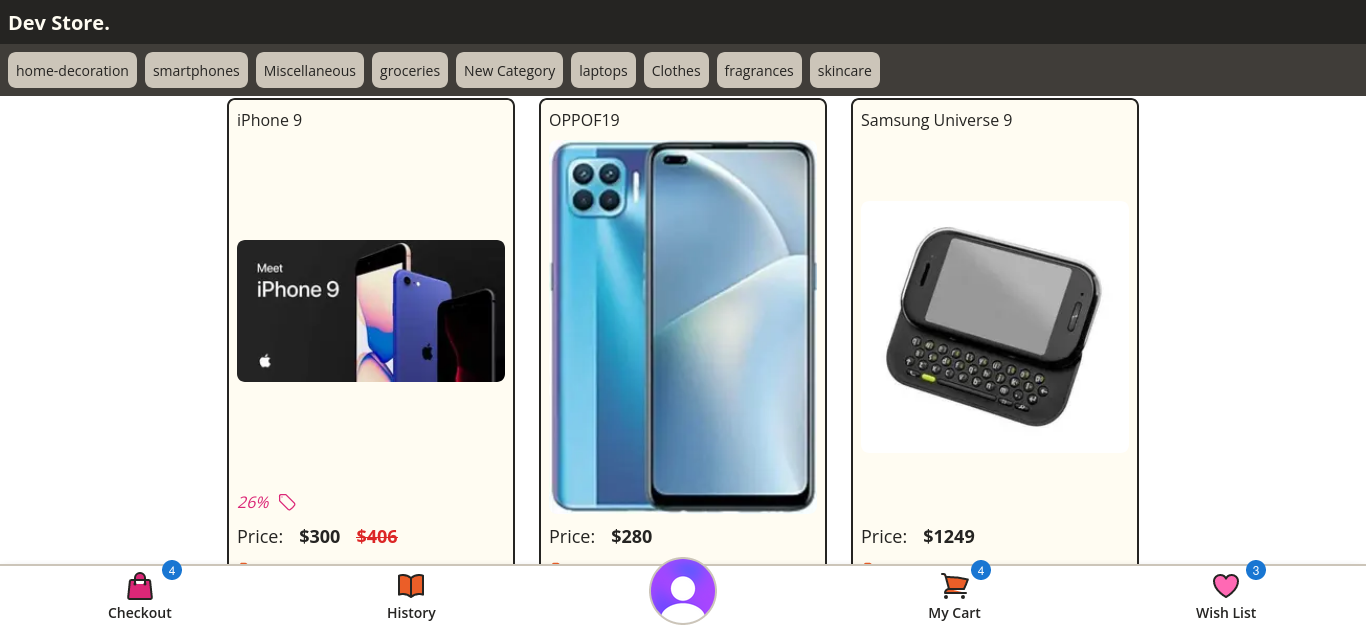 Dev Store.
home-decoration smartphones Miscellaneous groceries New Category laptops Clothes fragrances skincare
iPhone 9
Meet
iPhone 9
26%
Price: $300 $406
OPPOF19
Price: $280
Samsung Universe 9
Price: $1249
4
Checkout
History
4
My Cart
3
Wish List